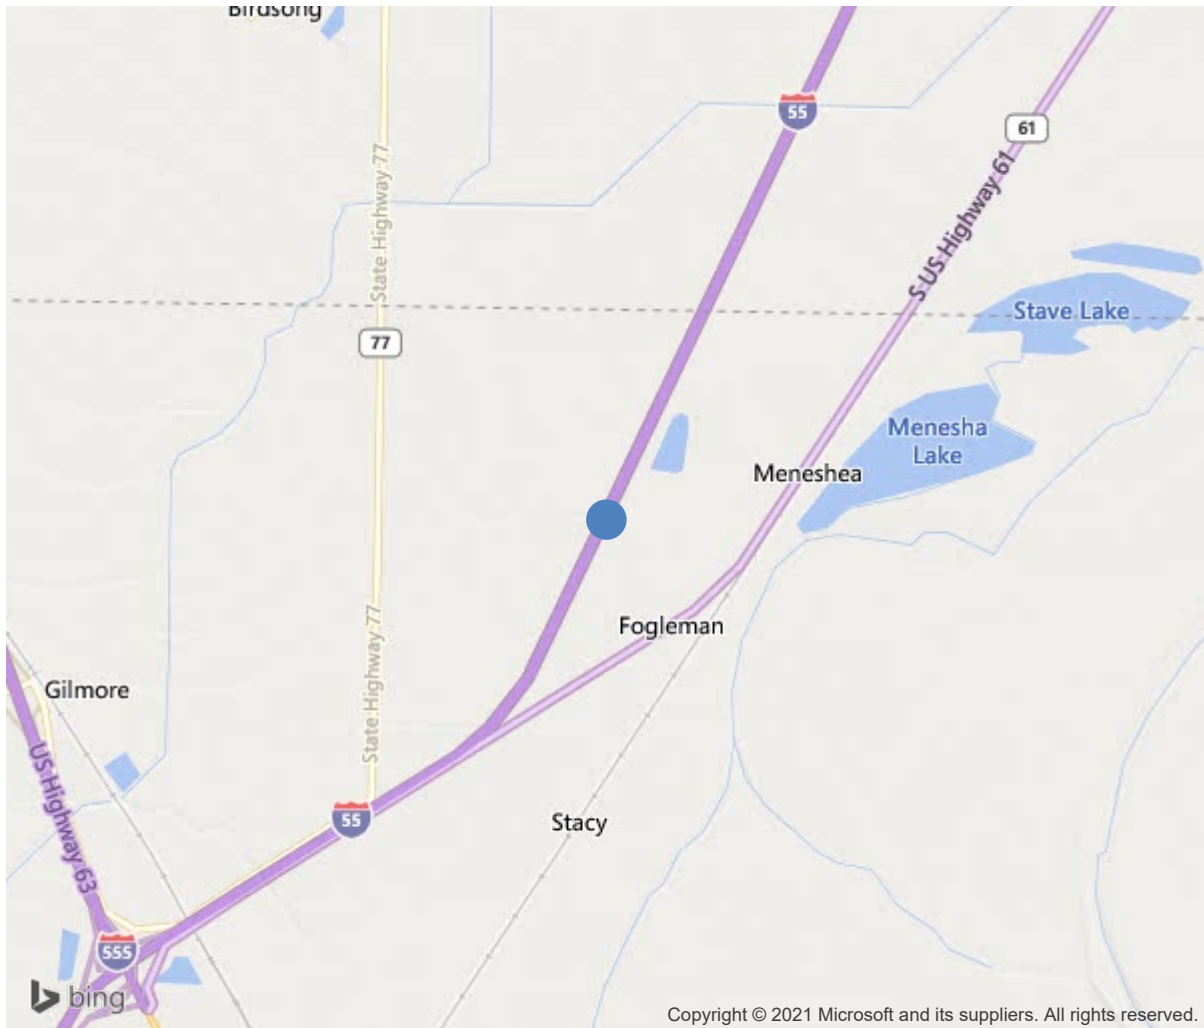 Birdsong
55
61
State Highway 77
S US Highway 61
Stave Lake
77
Menesha
Lake
Meneshea
Fogleman
State Highway 77
Gilmore
US Highway 63
55
Stacy
555
bing
Copyright © 2021 Microsoft and its suppliers. All rights reserved.